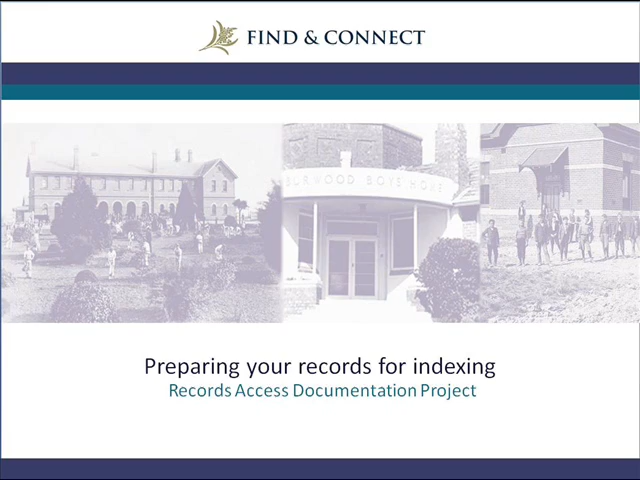 FIND & CONNECT
BURWOOD BOYS HOME
Preparing your records for indexing
Records Access Documentation Project